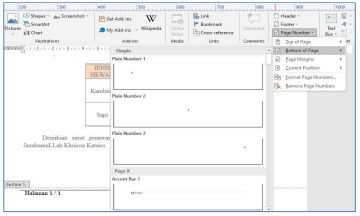 200 300 400 500 600 700 800 900 1000
Pictures
Shapes
SmartArt
Chart
Screenshot
Illustrations
Get Add-ins
My Add-ins
Wikipedia
Add-ins
Online Video
Media
Link
Bookmark
Cross-reference
Links
Comment
Comments
Header
Footer
Page Number
Text Box
Top of Page
Bottom of Page
Page Margins
Current Position
Format Page Numbers...
Remove Page Numbers
Simple
Plain Number 1
Plain Number 2
Plain Number 3
Page X
Accent Bar 1
JENIS
HEWA
Kambin
Sapi
Demikian surat penawar
JazakumuLLah Khoiron Katsiro
Section 1
Halaman 1 / 1